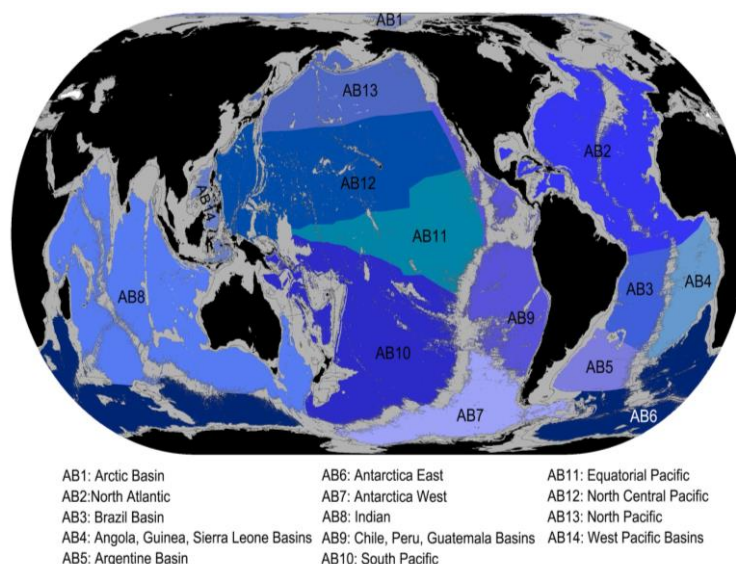 AB1
AB13
AB2
AB12
AB14
AB11
AB8
AB3
AB4
AB9
AB10
AB5
AB7
AB6
AB1: Arctic Basin
AB2:North Atlantic
AB3: Brazil Basin
AB4: Angola, Guinea, Sierra Leone Basins
AB5: Argentine Basin
AB6: Antarctica East
AB7: Antarctica West
AB8: Indian
AB9: Chile, Peru, Guatemala Basins
AB10: South Pacific
AB11: Equatorial Pacific
AB12: North Central Pacific
AB13: North Pacific
AB14: West Pacific Basins